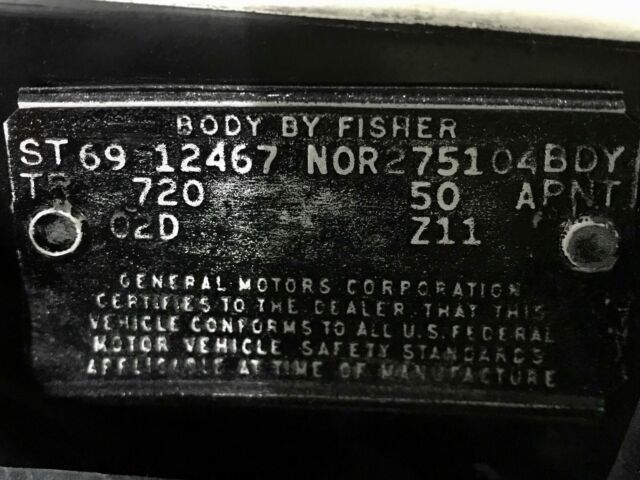 BODY BY FISHER
ST 69 12467 NOR 275104 BDY
TR 720 50 A PNT
02D Z11
GENERAL MOTORS CORPORATION
CERTIFIES TO THE DEALER THAT THIS
VEHICLE CONFORMS TO ALL U.S. FEDERAL
MOTOR VEHICLE SAFETY STANDARDS
APPLICABLE AT TIME OF MANUFACTURE